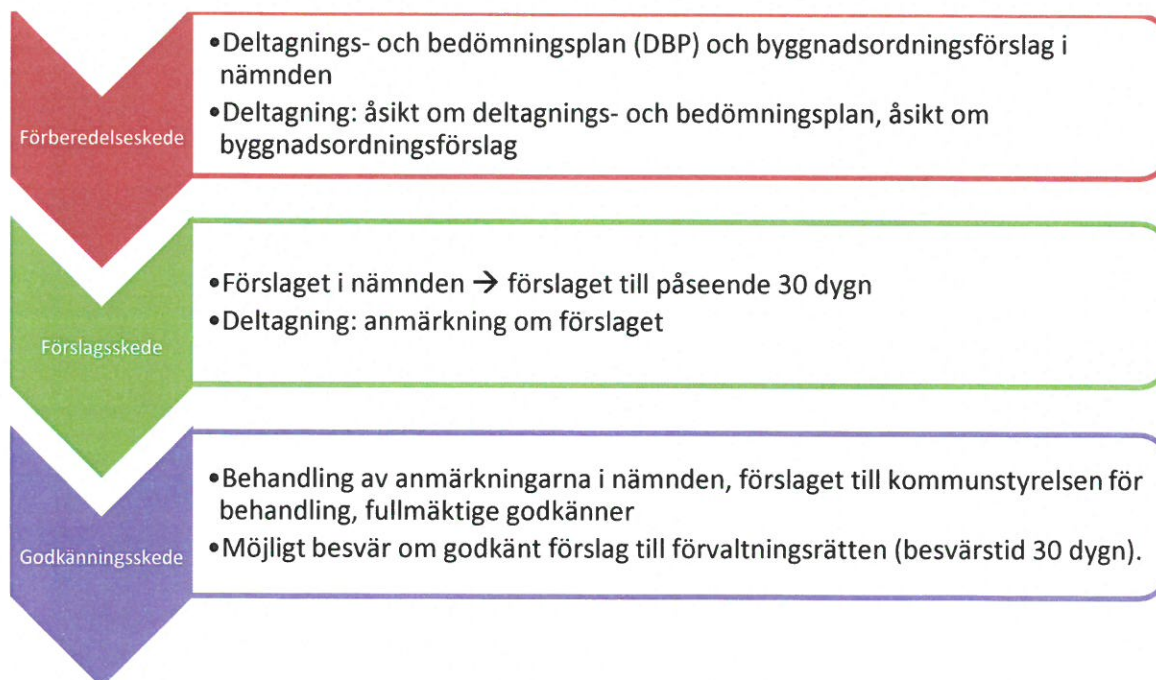 •Deltagnings- och bedömningsplan (DBP) och byggnadsordningsförslag i
nämnden
•Deltagning: åsikt om deltagnings- och bedömningsplan, åsikt om
byggnadsordningsförslag
Förberedelseskede
•Förslaget i nämnden → förslaget till påseende 30 dygn
•Deltagning: anmärkning om förslaget
Förslagsskede
•Behandling av anmärkningarna i nämnden, förslaget till kommunstyrelsen för
behandling, fullmäktige godkänner
•Möjligt besvär om godkänt förslag till förvaltningsrätten (besvärstid 30 dygn).
Godkänningsskede